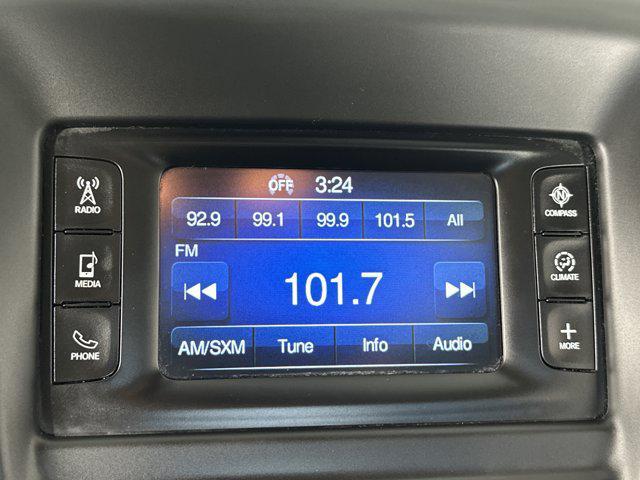 OFF 3:24
92.9 99.1 99.9 101.5 All
FM
101.7
AM/SXM Tune Info Audio
RADIO
MEDIA
PHONE
N
COMPASS
CLIMATE
MORE